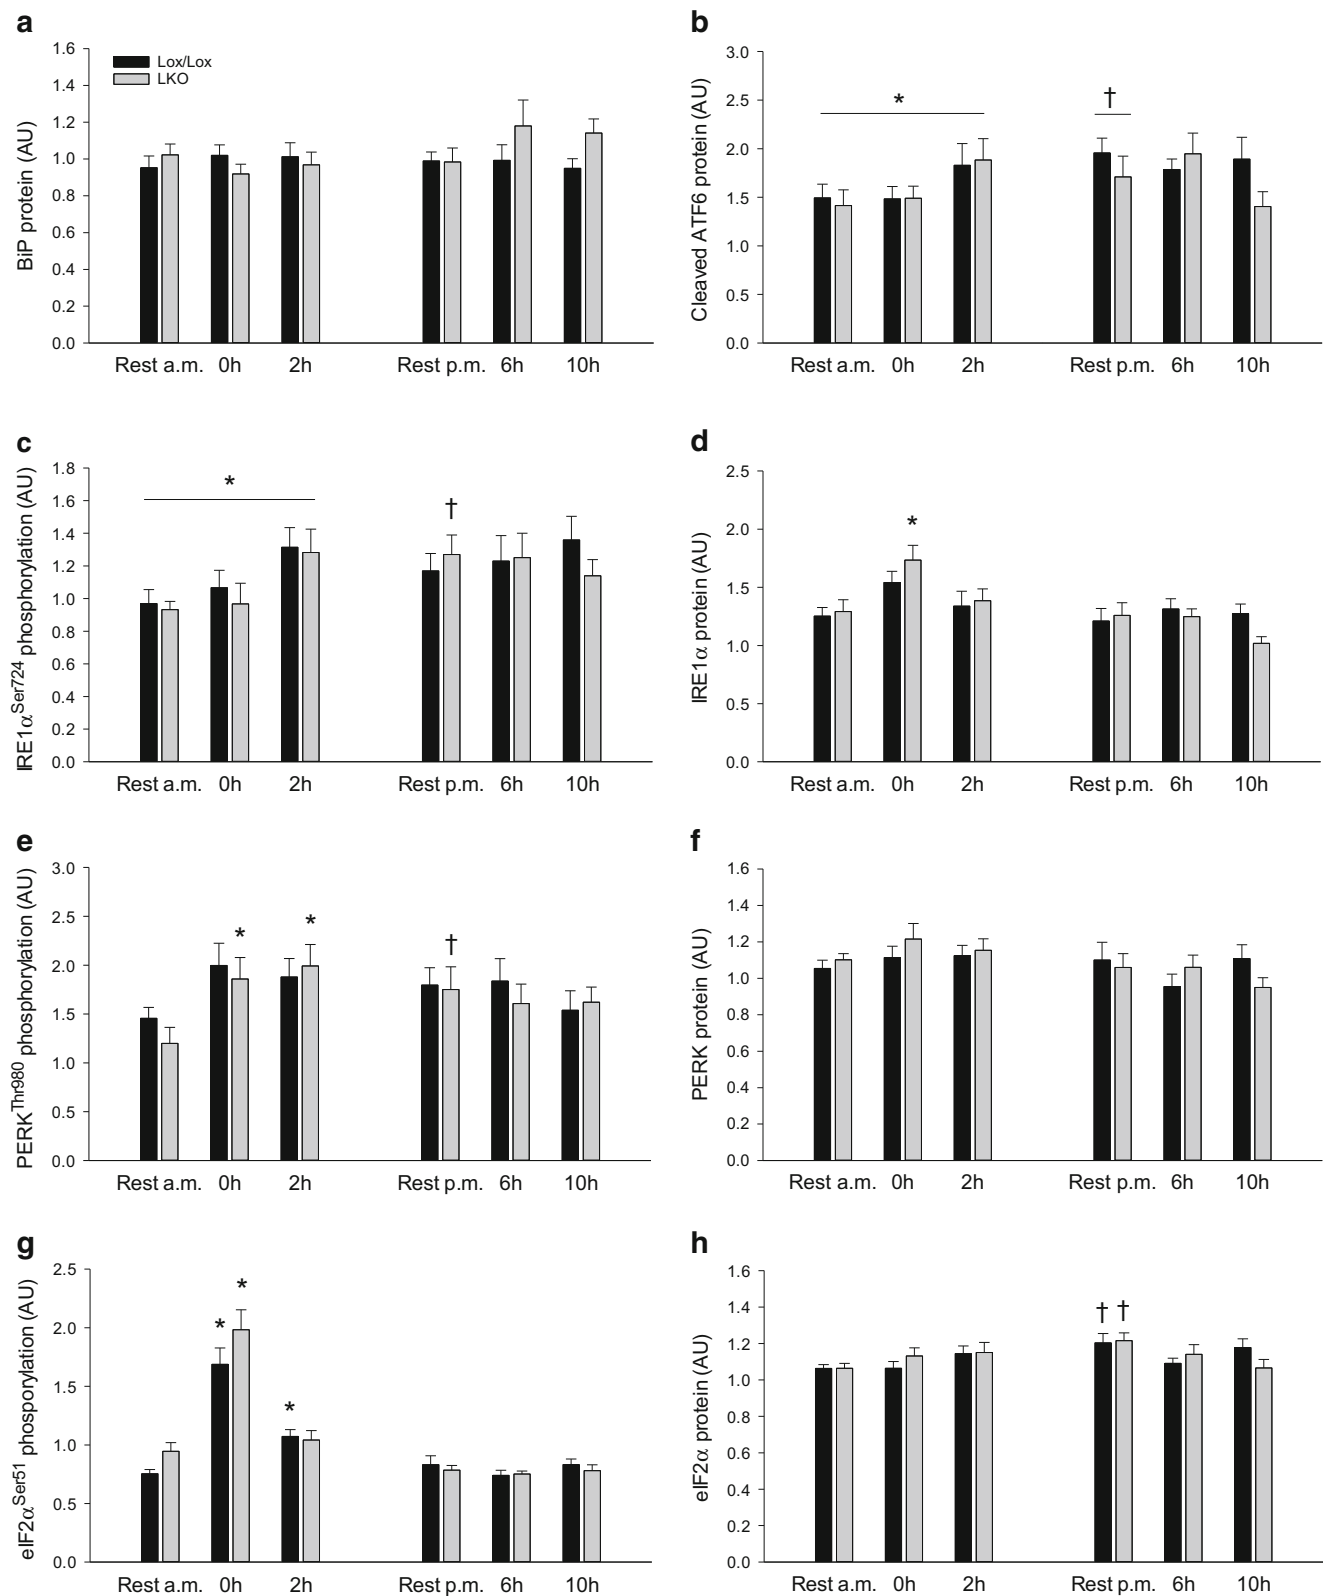 a
BiP protein (AU)
1.6
1.4
1.2
1.0
0.8
0.6
0.4
0.2
0.0
Lox/Lox
LKO
Rest a.m. 0h 2h Rest p.m. 6h 10h
b
Cleaved ATF6 protein (AU)
3.0
2.5
2.0
1.5
1.0
0.5
0.0
*
†
Rest a.m. 0h 2h Rest p.m. 6h 10h
c
IRE1α^Ser724 phosphorylation (AU)
1.8
1.6
1.4
1.2
1.0
0.8
0.6
0.4
0.2
0.0
*
†
Rest a.m. 0h 2h Rest p.m. 6h 10h
d
IRE1α protein (AU)
2.5
2.0
1.5
1.0
0.5
0.0
*
Rest a.m. 0h 2h Rest p.m. 6h 10h
e
PERK^Thr980 phosphorylation (AU)
3.0
2.5
2.0
1.5
1.0
0.5
0.0
* * †
Rest a.m. 0h 2h Rest p.m. 6h 10h
f
PERK protein (AU)
1.6
1.4
1.2
1.0
0.8
0.6
0.4
0.2
0.0
Rest a.m. 0h 2h Rest p.m. 6h 10h
g
eIF2α^Ser51 phosporylation (AU)
2.5
2.0
1.5
1.0
0.5
0.0
* * *
Rest a.m. 0h 2h Rest p.m. 6h 10h
h
eIF2α protein (AU)
1.6
1.4
1.2
1.0
0.8
0.6
0.4
0.2
0.0
† †
Rest a.m. 0h 2h Rest p.m. 6h 10h